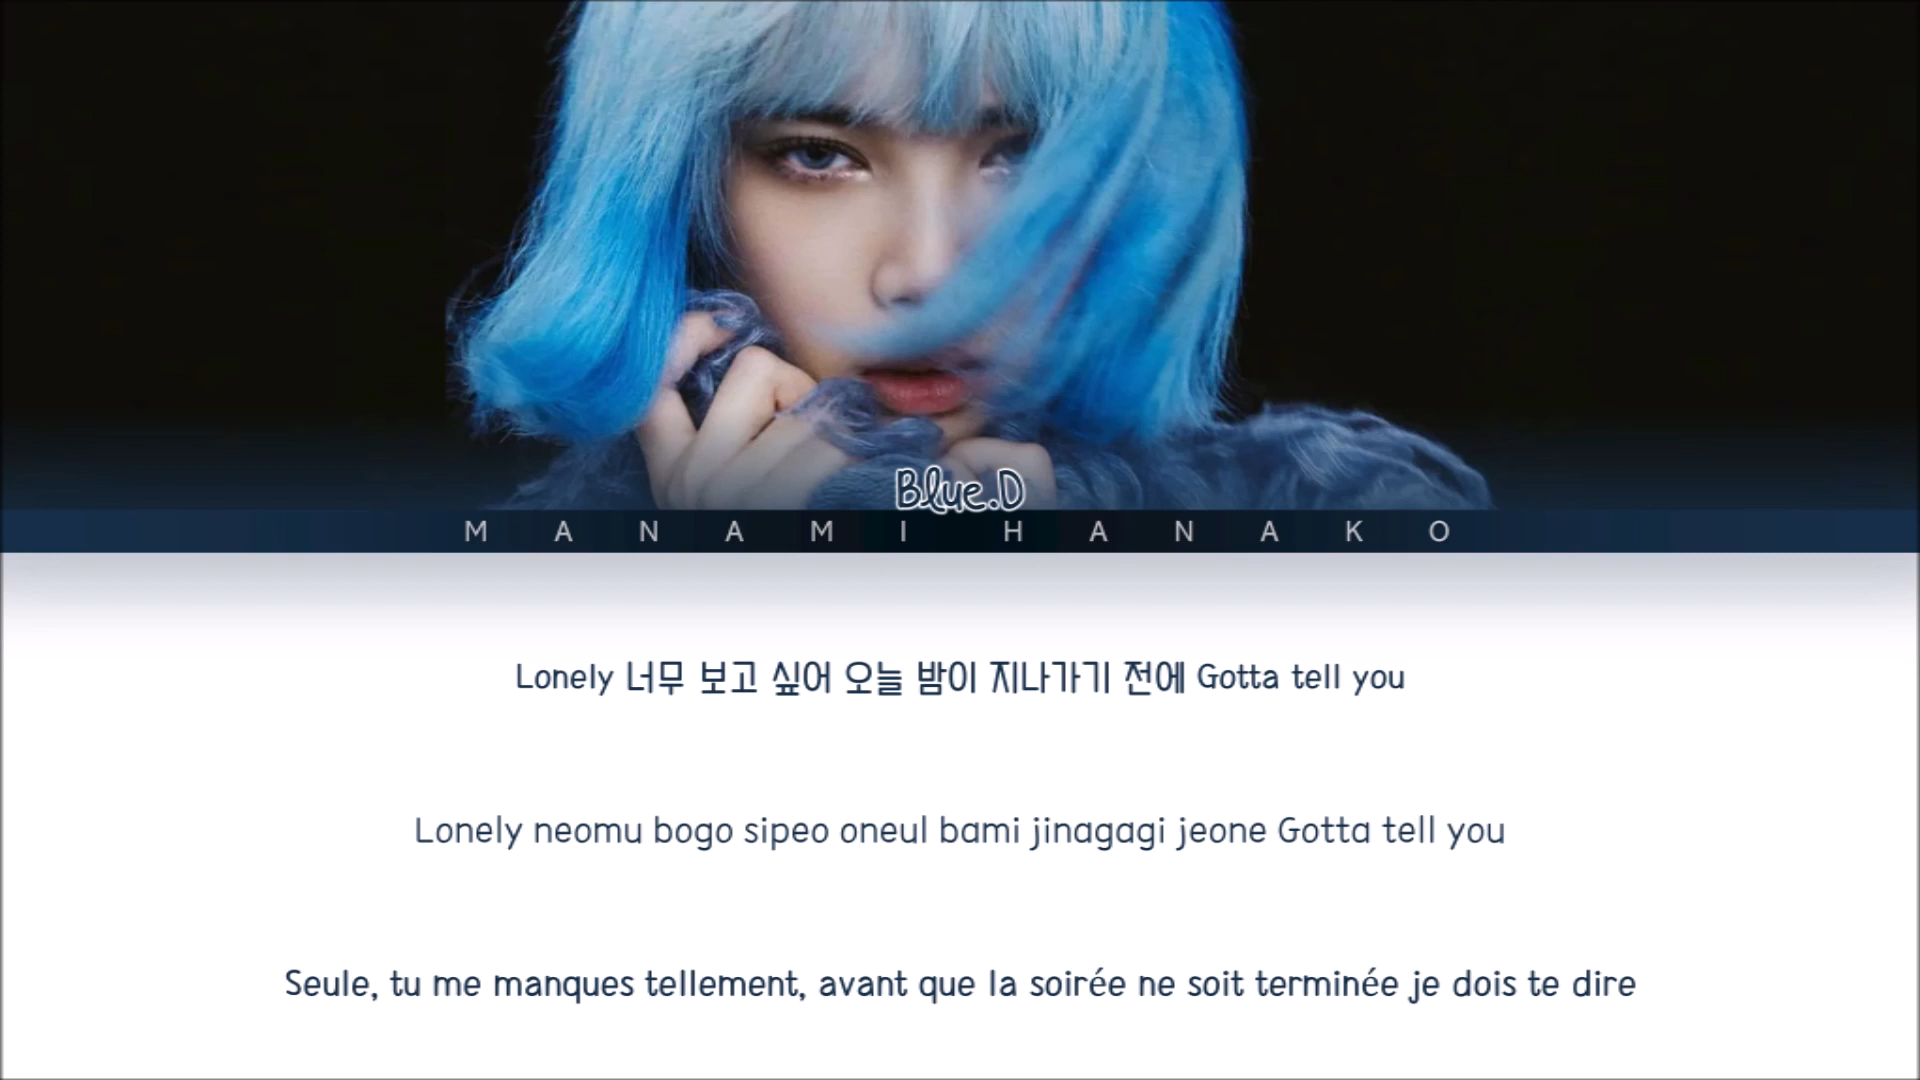 Blue.D
MANAMI HANAKO
Lonely 너무 보고 싶어 오늘 밤이 지나가기 전에 Gotta tell you
Lonely neomu bogo sipeo oneul bami jinagagi jeone Gotta tell you
Seule, tu me manques tellement, avant que la soirée ne soit terminée je dois te dire